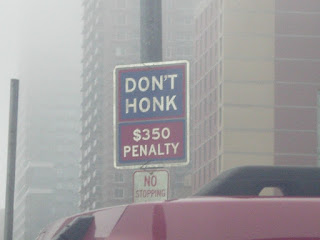 DON'T
HONK
$350
PENALTY
NO
STOPPING